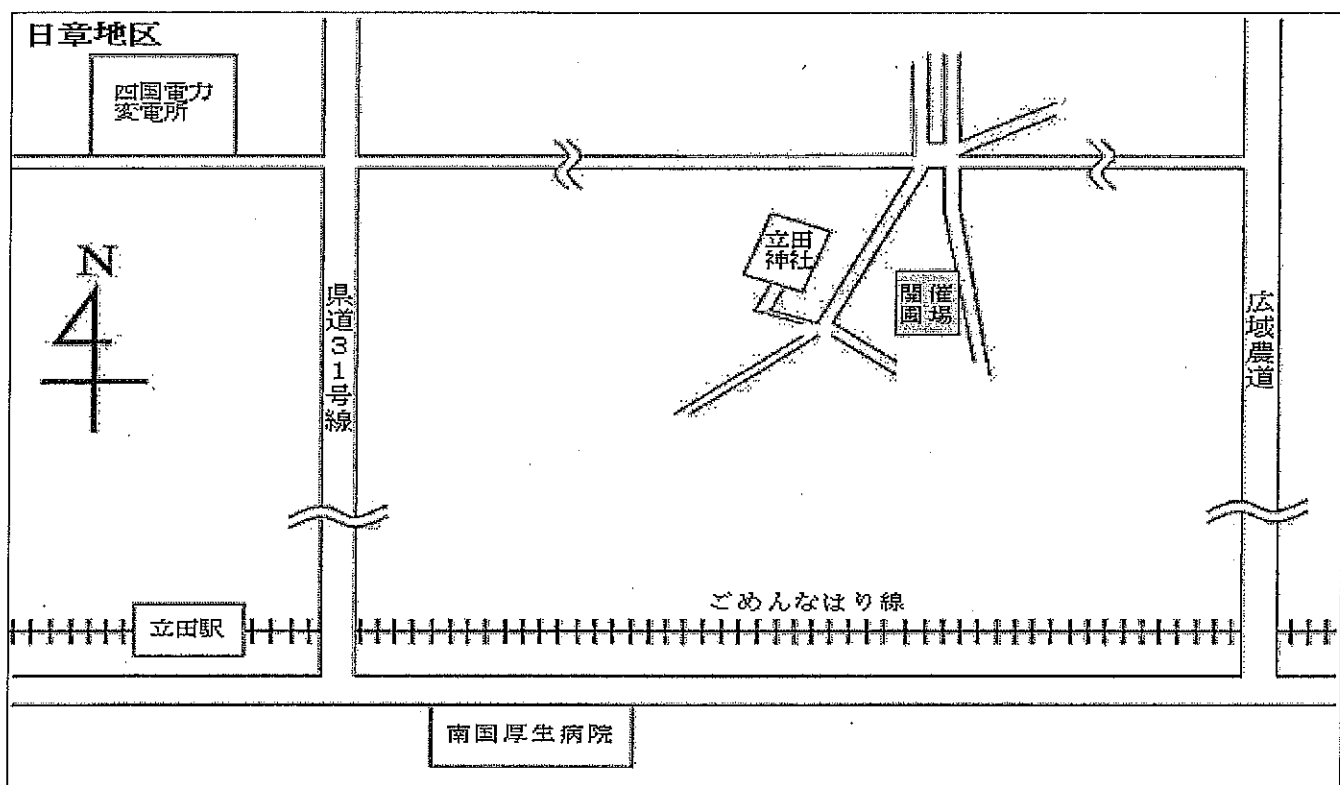 日章地区
四国電力
変電所
N
立田
神社
開催
圃場
県道31号線
広域農道
ごめんなはり線
立田駅
南国厚生病院